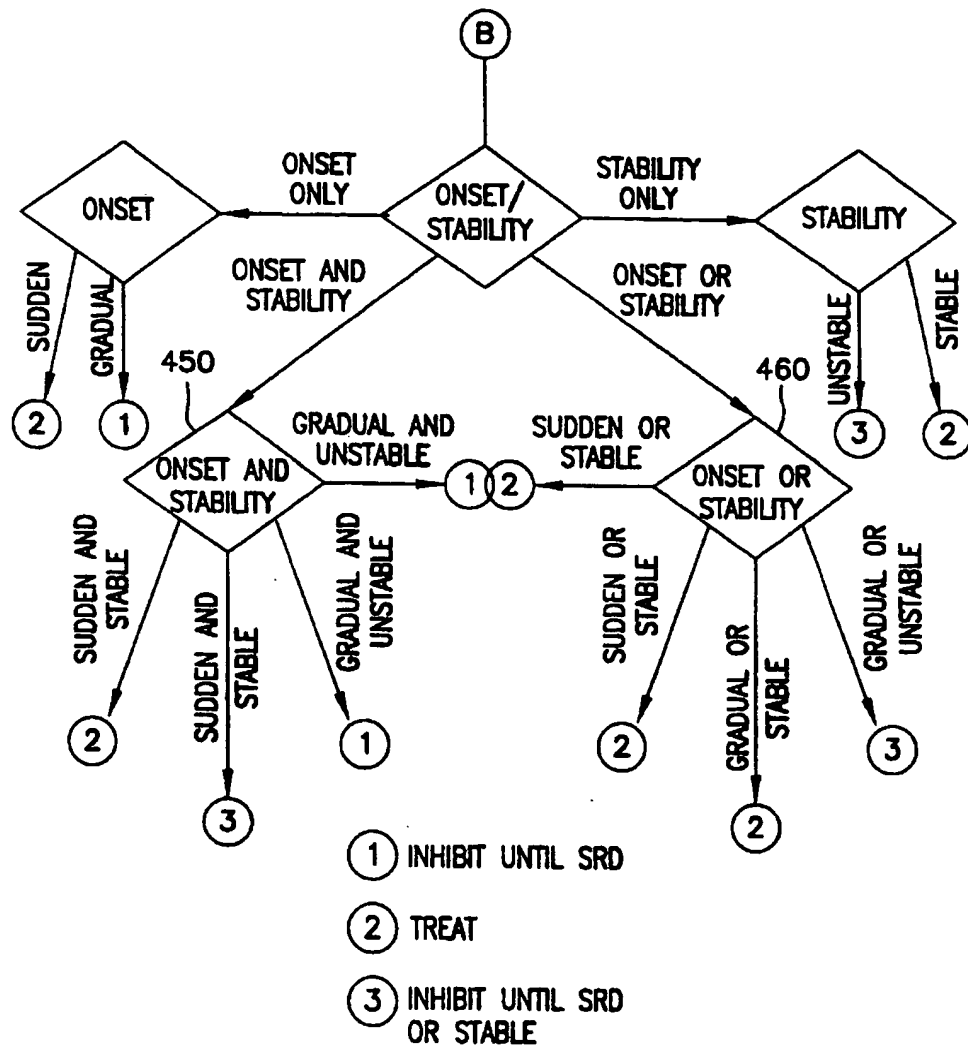 B
ONSET
ONLY
STABILITY
ONLY
ONSET
ONSET/
STABILITY
STABILITY
ONSET AND
STABILITY
ONSET OR
STABILITY
SUDDEN
GRADUAL
UNSTABLE
STABLE
450
460
2
1
3
2
GRADUAL AND
UNSTABLE
SUDDEN OR
STABLE
ONSET AND
STABILITY
1
2
ONSET OR
STABILITY
SUDDEN AND
STABLE
SUDDEN AND
STABLE
GRADUAL AND
UNSTABLE
SUDDEN OR
STABLE
GRADUAL OR
STABLE
GRADUAL OR
UNSTABLE
2
3
1
2
2
3
1 INHIBIT UNTIL SRD
2 TREAT
3 INHIBIT UNTIL SRD
OR STABLE